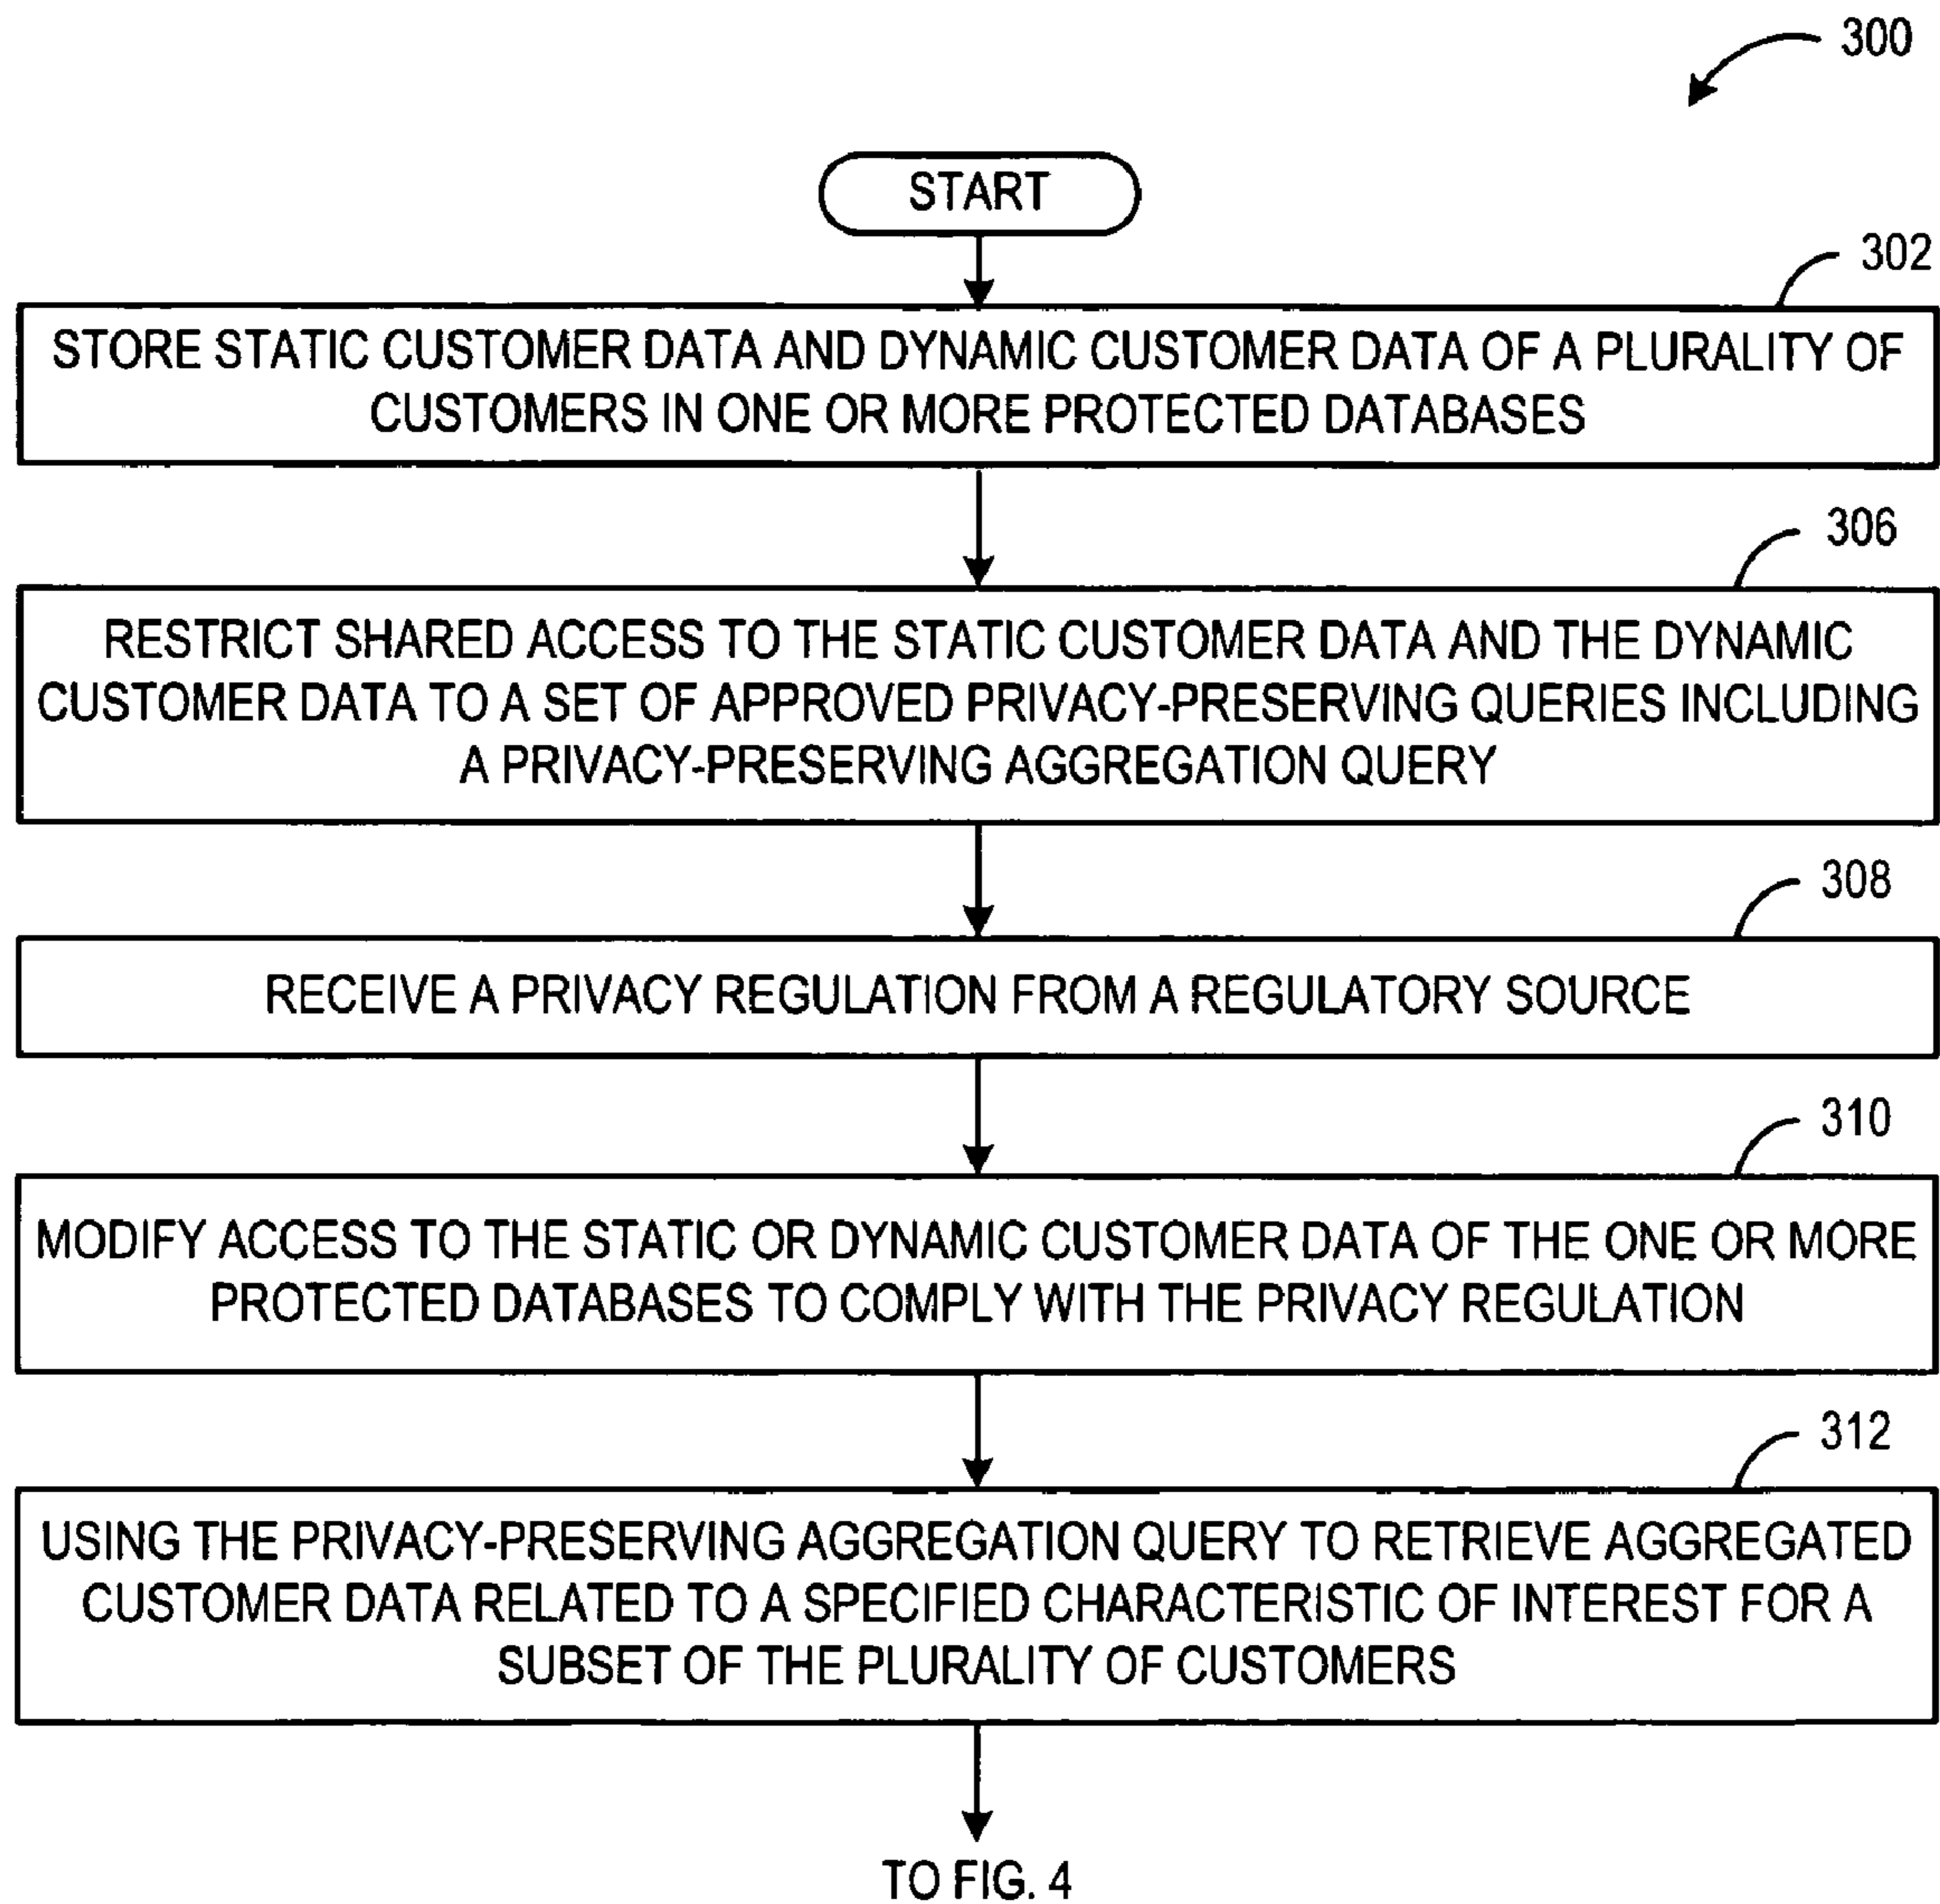 300
START
302
STORE STATIC CUSTOMER DATA AND DYNAMIC CUSTOMER DATA OF A PLURALITY OF
CUSTOMERS IN ONE OR MORE PROTECTED DATABASES
306
RESTRICT SHARED ACCESS TO THE STATIC CUSTOMER DATA AND THE DYNAMIC
CUSTOMER DATA TO A SET OF APPROVED PRIVACY-PRESERVING QUERIES INCLUDING
A PRIVACY-PRESERVING AGGREGATION QUERY
308
RECEIVE A PRIVACY REGULATION FROM A REGULATORY SOURCE
310
MODIFY ACCESS TO THE STATIC OR DYNAMIC CUSTOMER DATA OF THE ONE OR MORE
PROTECTED DATABASES TO COMPLY WITH THE PRIVACY REGULATION
312
USING THE PRIVACY-PRESERVING AGGREGATION QUERY TO RETRIEVE AGGREGATED
CUSTOMER DATA RELATED TO A SPECIFIED CHARACTERISTIC OF INTEREST FOR A
SUBSET OF THE PLURALITY OF CUSTOMERS
TO FIG. 4